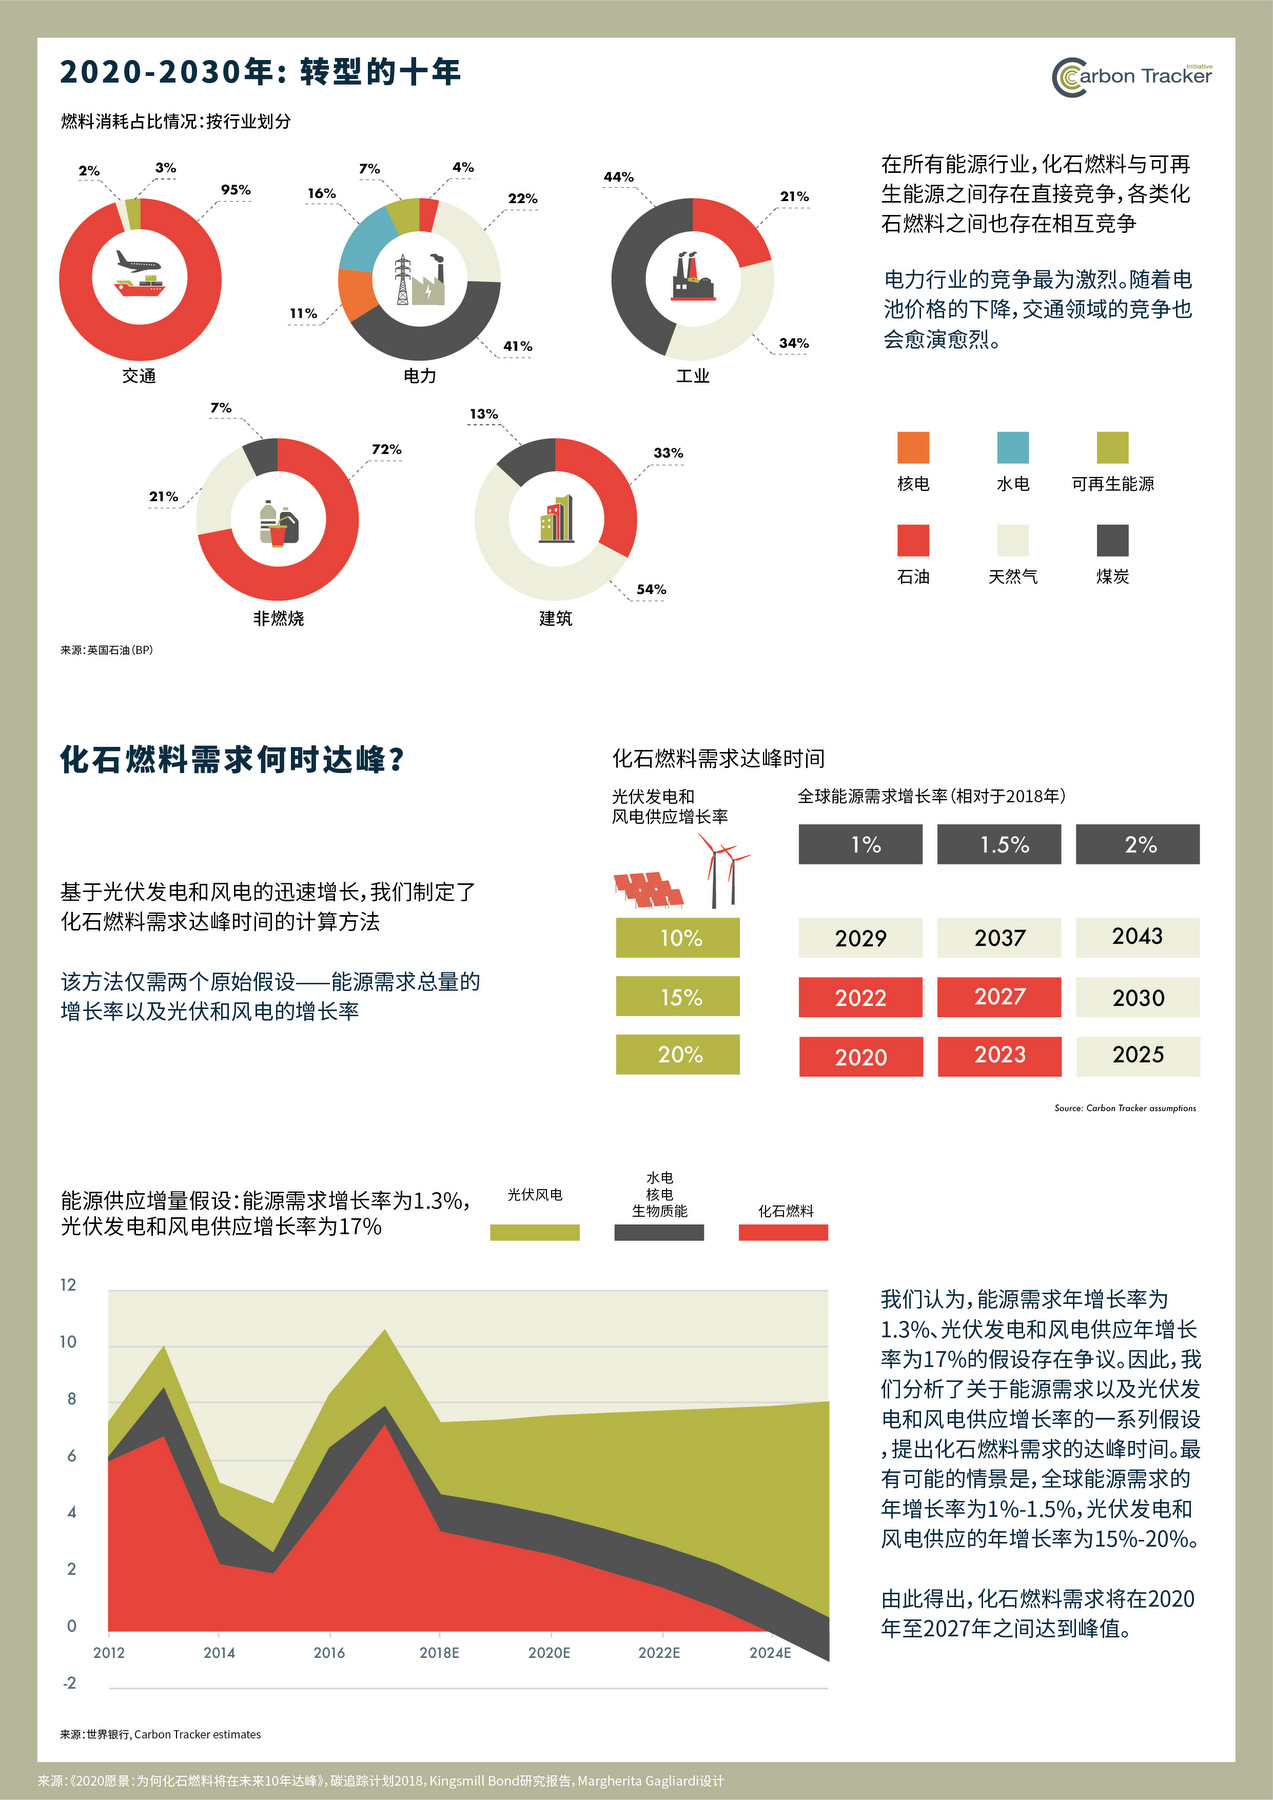 2020-2030年：转型的十年
Carbon Tracker
Initiative
燃料消耗占比情况：按行业划分
2%
3%
95%
交通
16%
7%
4%
22%
11%
41%
电力
44%
21%
34%
工业
7%
72%
21%
非燃烧
13%
33%
54%
建筑
在所有能源行业，化石燃料与可再
生能源之间存在直接竞争，各类化
石燃料之间也存在相互竞争
电力行业的竞争最为激烈。随着电
池价格的下降，交通领域的竞争也
会愈演愈烈。
核电
水电
可再生能源
石油
天然气
煤炭
来源：英国石油（BP）
化石燃料需求何时达峰？
基于光伏发电和风电的迅速增长，我们制定了
化石燃料需求达峰时间的计算方法
该方法仅需两个原始假设——能源需求总量的
增长率以及光伏和风电的增长率
化石燃料需求达峰时间
光伏发电和
风电供应增长率
全球能源需求增长率（相对于2018年）
1%
1.5%
2%
10%
2029
2037
2043
15%
2022
2027
2030
20%
2020
2023
2025
Source: Carbon Tracker assumptions
能源供应增量假设：能源需求增长率为1.3%，
光伏发电和风电供应增长率为17%
光伏风电
水电
核电
生物质能
化石燃料
12
10
8
6
4
2
0
-2
2012
2014
2016
2018E
2020E
2022E
2024E
我们认为，能源需求年增长率为
1.3%、光伏发电和风电供应年增长
率为17%的假设存在争议。因此，我
们分析了关于能源需求以及光伏发
电和风电供应增长率的一系列假设
，提出化石燃料需求的达峰时间。最
有可能的情景是，全球能源需求的
年增长率为1%-1.5%，光伏发电和
风电供应的年增长率为15%-20%。
由此得出，化石燃料需求将在2020
年至2027年之间达到峰值。
来源：世界银行, Carbon Tracker estimates
来源：《2020愿景：为何化石燃料将在未来10年达峰》，碳追踪计划2018，Kingsmill Bond研究报告，Margherita Gagliardi设计